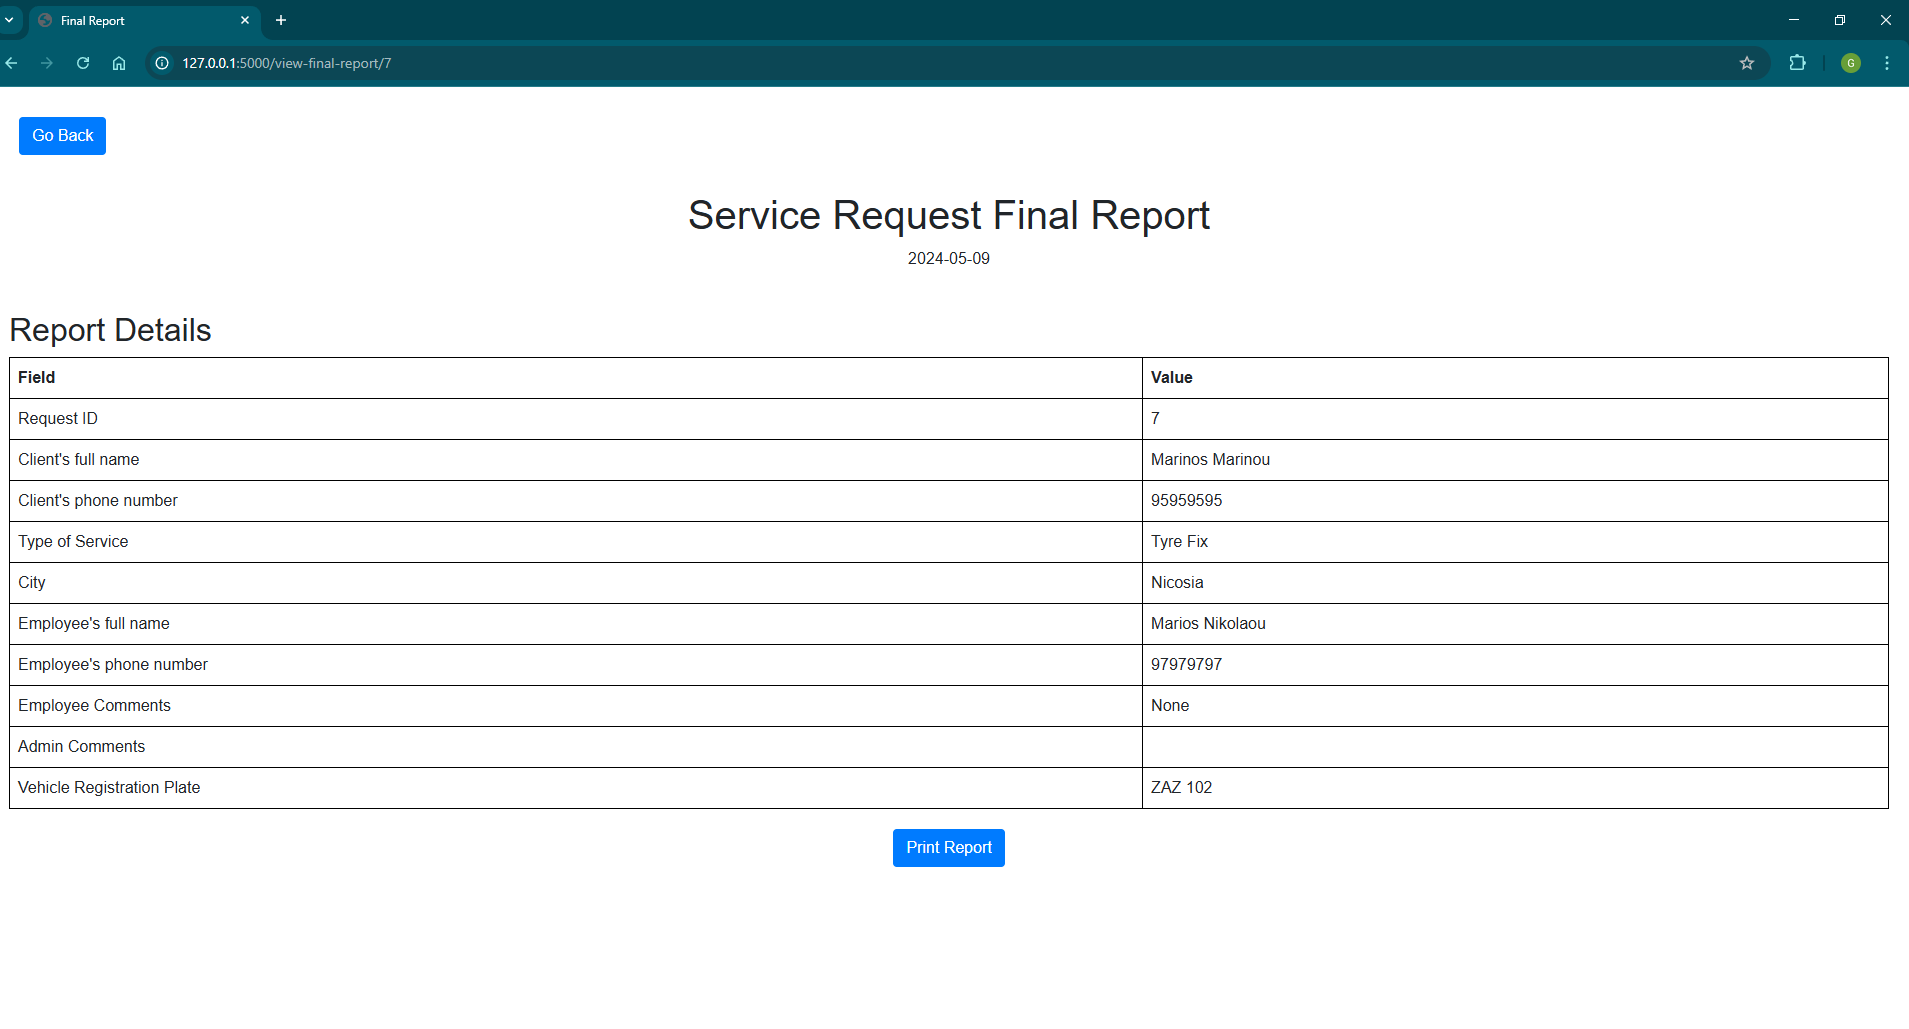 Final Report
127.0.0.1:5000/view-final-report/7
G
Go Back
Service Request Final Report
2024-05-09
Report Details
Field Value
Request ID 7
Client's full name Marinos Marinou
Client's phone number 95959595
Type of Service Tyre Fix
City Nicosia
Employee's full name Marios Nikolaou
Employee's phone number 97979797
Employee Comments None
Admin Comments
Vehicle Registration Plate ZAZ 102
Print Report